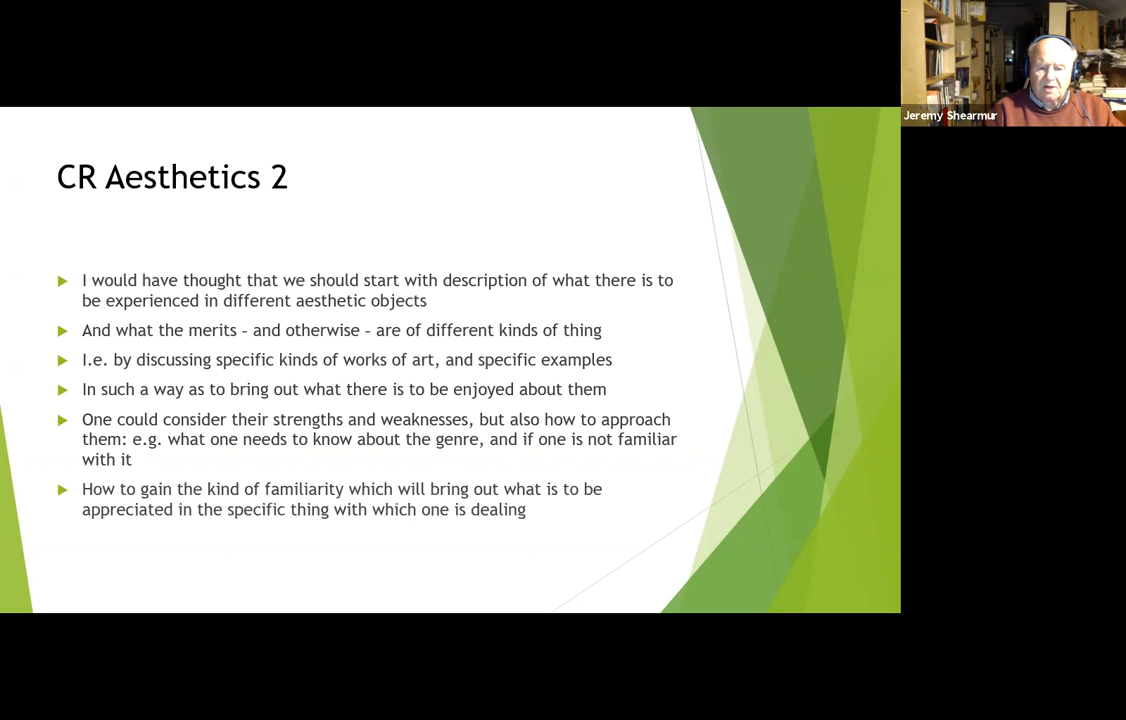 Jeremy Shearmur
CR Aesthetics 2
I would have thought that we should start with description of what there is to
be experienced in different aesthetic objects
And what the merits – and otherwise – are of different kinds of thing
I.e. by discussing specific kinds of works of art, and specific examples
In such a way as to bring out what there is to be enjoyed about them
One could consider their strengths and weaknesses, but also how to approach
them: e.g. what one needs to know about the genre, and if one is not familiar
with it
How to gain the kind of familiarity which will bring out what is to be
appreciated in the specific thing with which one is dealing